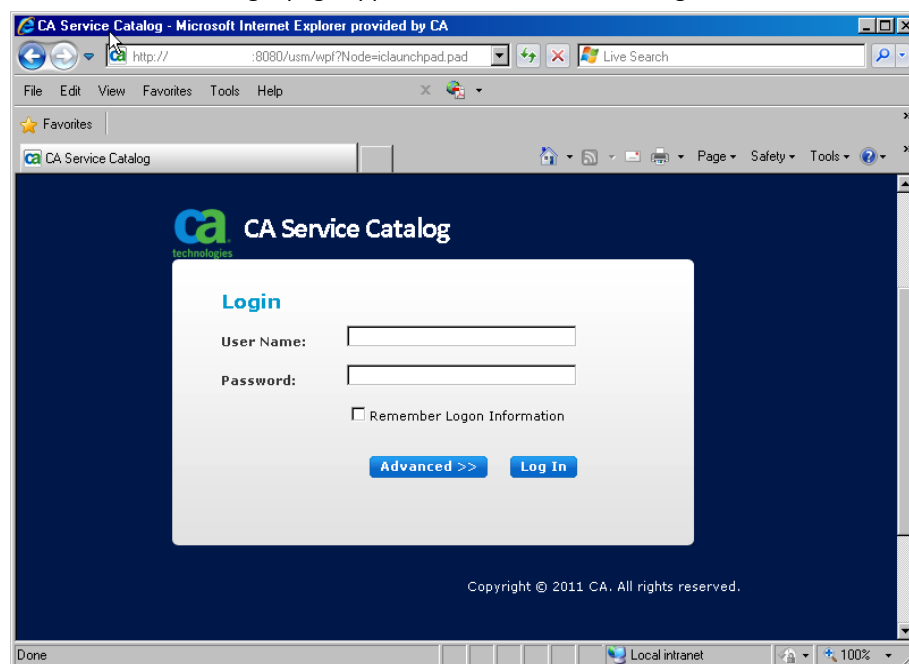 CA Service Catalog - Microsoft Internet Explorer provided by CA
http:// :8080/usm/wpf?Node=iclaunchpad.pad Live Search
File Edit View Favorites Tools Help
Favorites
CA Service Catalog Page Safety Tools
ca technologies
CA Service Catalog
Login
User Name:
Password:
Remember Logon Information
Advanced >> Log In
Copyright © 2011 CA. All rights reserved.
Done Local intranet 100%